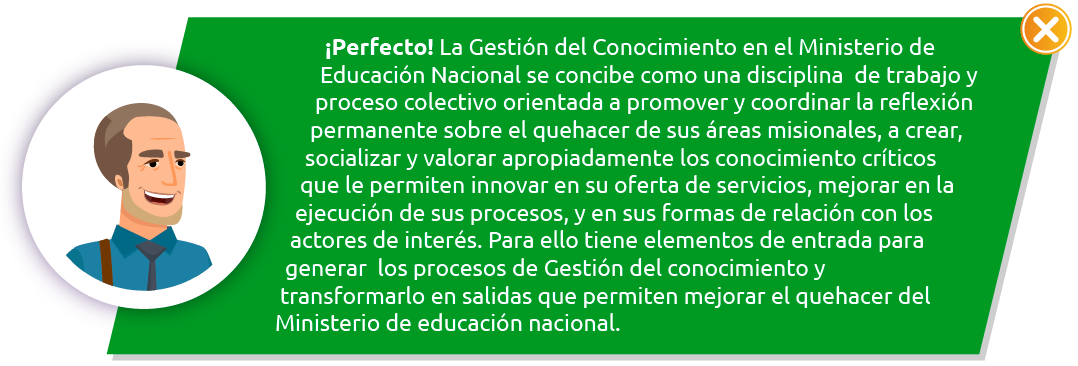 ¡Perfecto! La Gestión del Conocimiento en el Ministerio de
Educación Nacional se concibe como una disciplina  de trabajo y
proceso colectivo orientada a promover y coordinar la reflexión
permanente sobre el quehacer de sus áreas misionales, a crear,
socializar y valorar apropiadamente los conocimiento críticos
que le permiten innovar en su oferta de servicios, mejorar en la
ejecución de sus procesos, y en sus formas de relación con los
actores de interés. Para ello tiene elementos de entrada para
generar  los procesos de Gestión del conocimiento y
transformarlo en salidas que permiten mejorar el quehacer del
Ministerio de educación nacional.